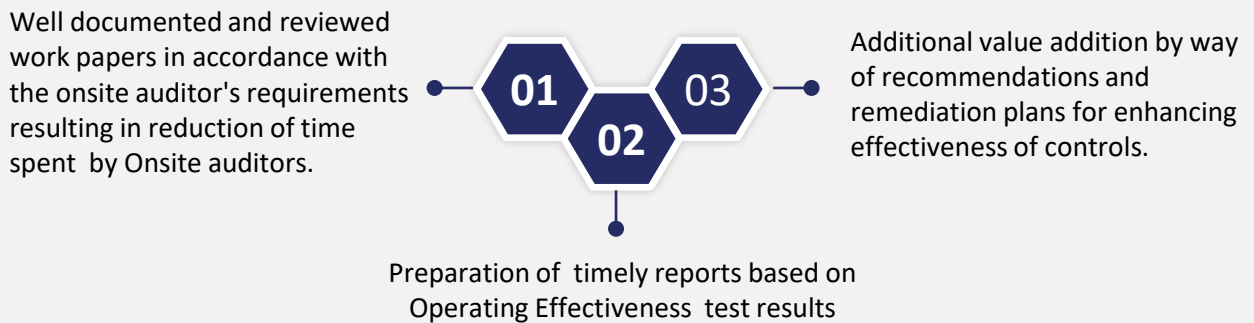 Well documented and reviewed
work papers in accordance with
the onsite auditor's requirements
resulting in reduction of time
spent by Onsite auditors.
01
02
03
Preparation of timely reports based on
Operating Effectiveness test results
Additional value addition by way
of recommendations and
remediation plans for enhancing
effectiveness of controls.